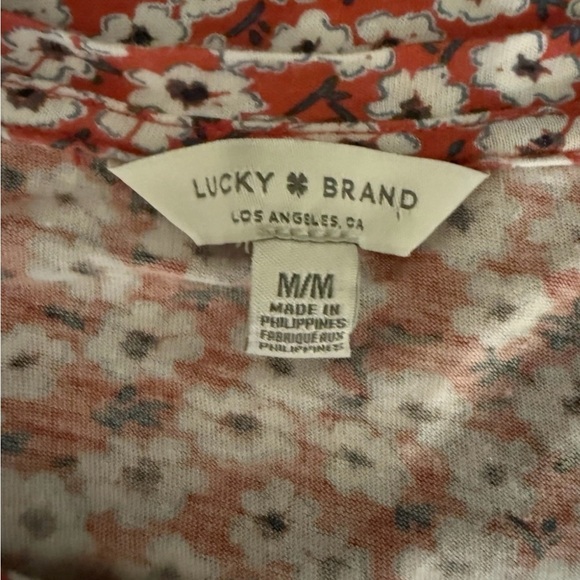 LUCKY BRAND
LOS ANGELES, CA
M/M
MADE IN
PHILIPPINES
FABRIQUÉ AUX
PHILIPPINES